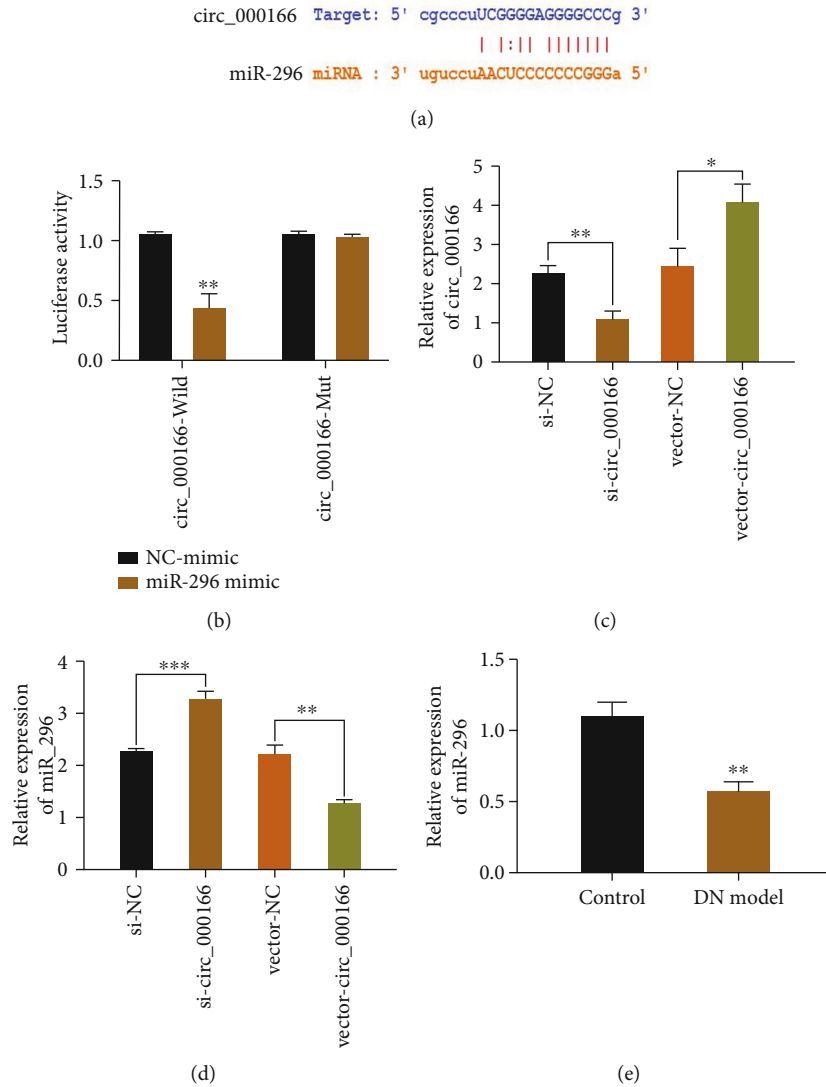 circ_000166 Target: 5' cgcccuUCGGGGAGGGGCCCg 3'
| |:|| |||||||
miR-296 miRNA : 3' uguccuAACUCCCCCCCGGGa 5'
(a)
Luciferase activity
1.5
1.0
0.5
0.0
**
circ_000166-Wild
circ_000166-Mut
NC-mimic
miR-296 mimic
(b)
Relative expression
of circ_000166
5
4
3
2
1
0
**
*
si-NC
si-circ_000166
vector-NC
vector-circ_000166
(c)
Relative expression
of miR_296
4
3
2
1
0
***
**
si-NC
si-circ_000166
vector-NC
vector-circ_000166
(d)
Relative expression
of miR-296
1.5
1.0
0.5
0.0
**
Control DN model
(e)